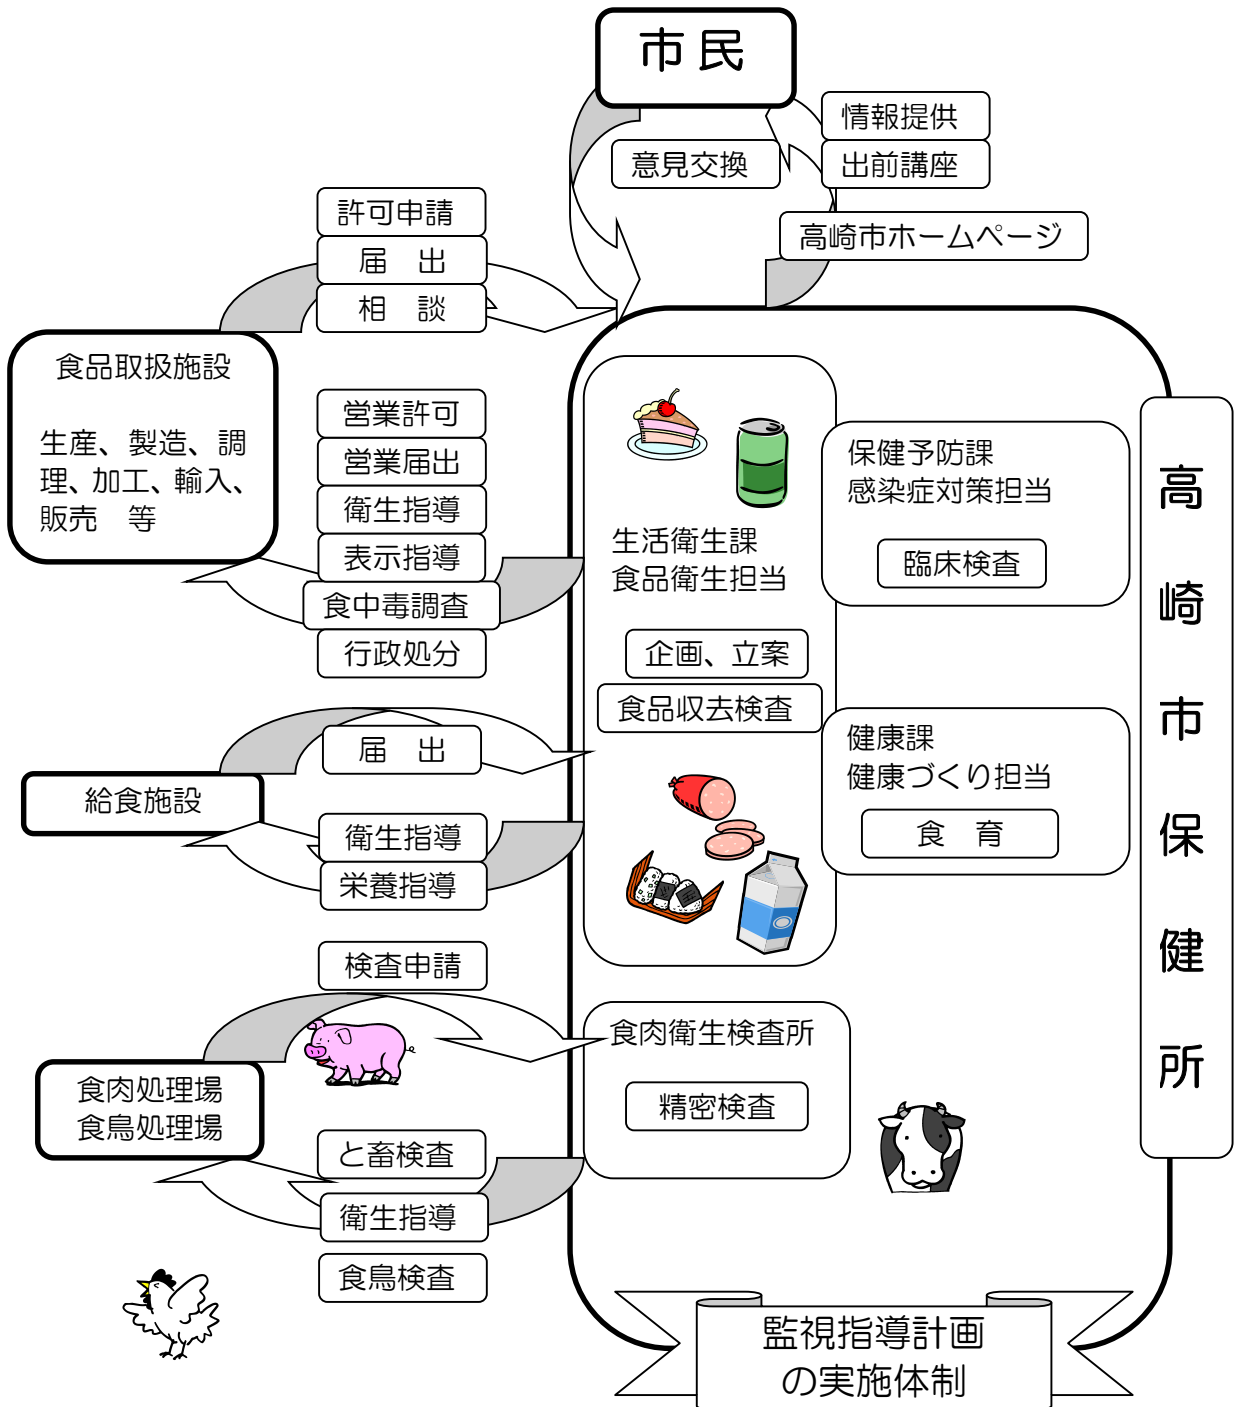 市民
情報提供
意見交換
出前講座
高崎市ホームページ
許可申請
届　出
相　談
食品取扱施設
生産、製造、調
理、加工、輸入、
販売　等
営業許可
営業届出
衛生指導
表示指導
食中毒調査
行政処分
生活衛生課
食品衛生担当
企画、立案
食品収去検査
保健予防課
感染症対策担当
臨床検査
健康課
健康づくり担当
食　育
高崎市保健所
届　出
給食施設
衛生指導
栄養指導
検査申請
食肉処理場
食鳥処理場
と畜検査
衛生指導
食鳥検査
食肉衛生検査所
精密検査
監視指導計画
の実施体制